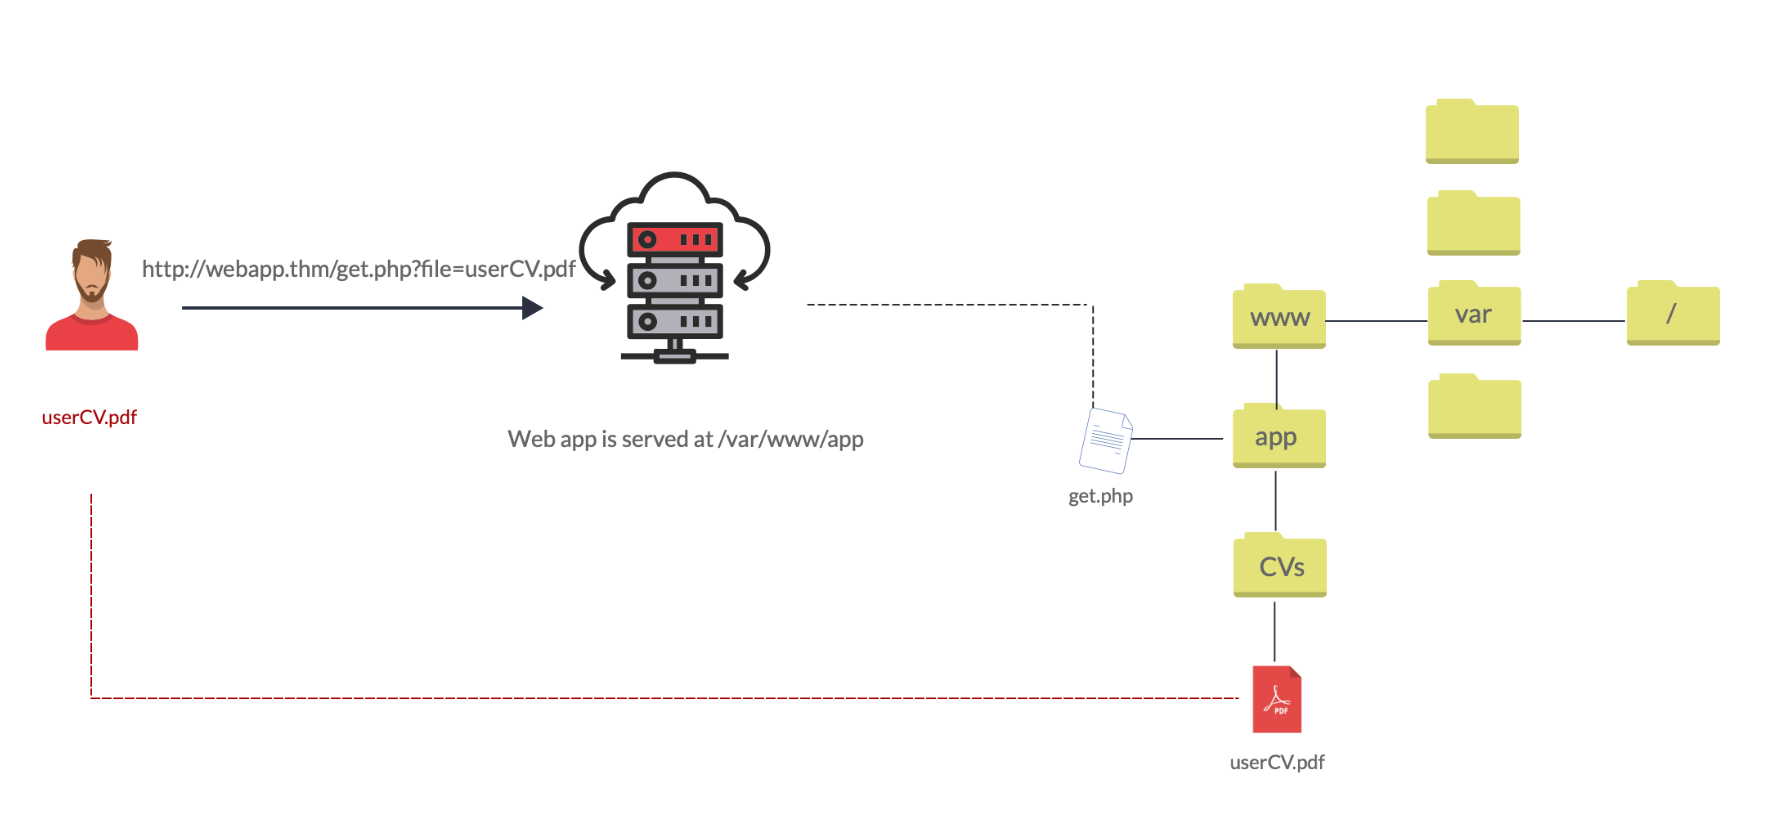 http://webapp.thm/get.php?file=userCV.pdf
userCV.pdf
Web app is served at /var/www/app
get.php
www
var
/
app
CVs
PDF
userCV.pdf